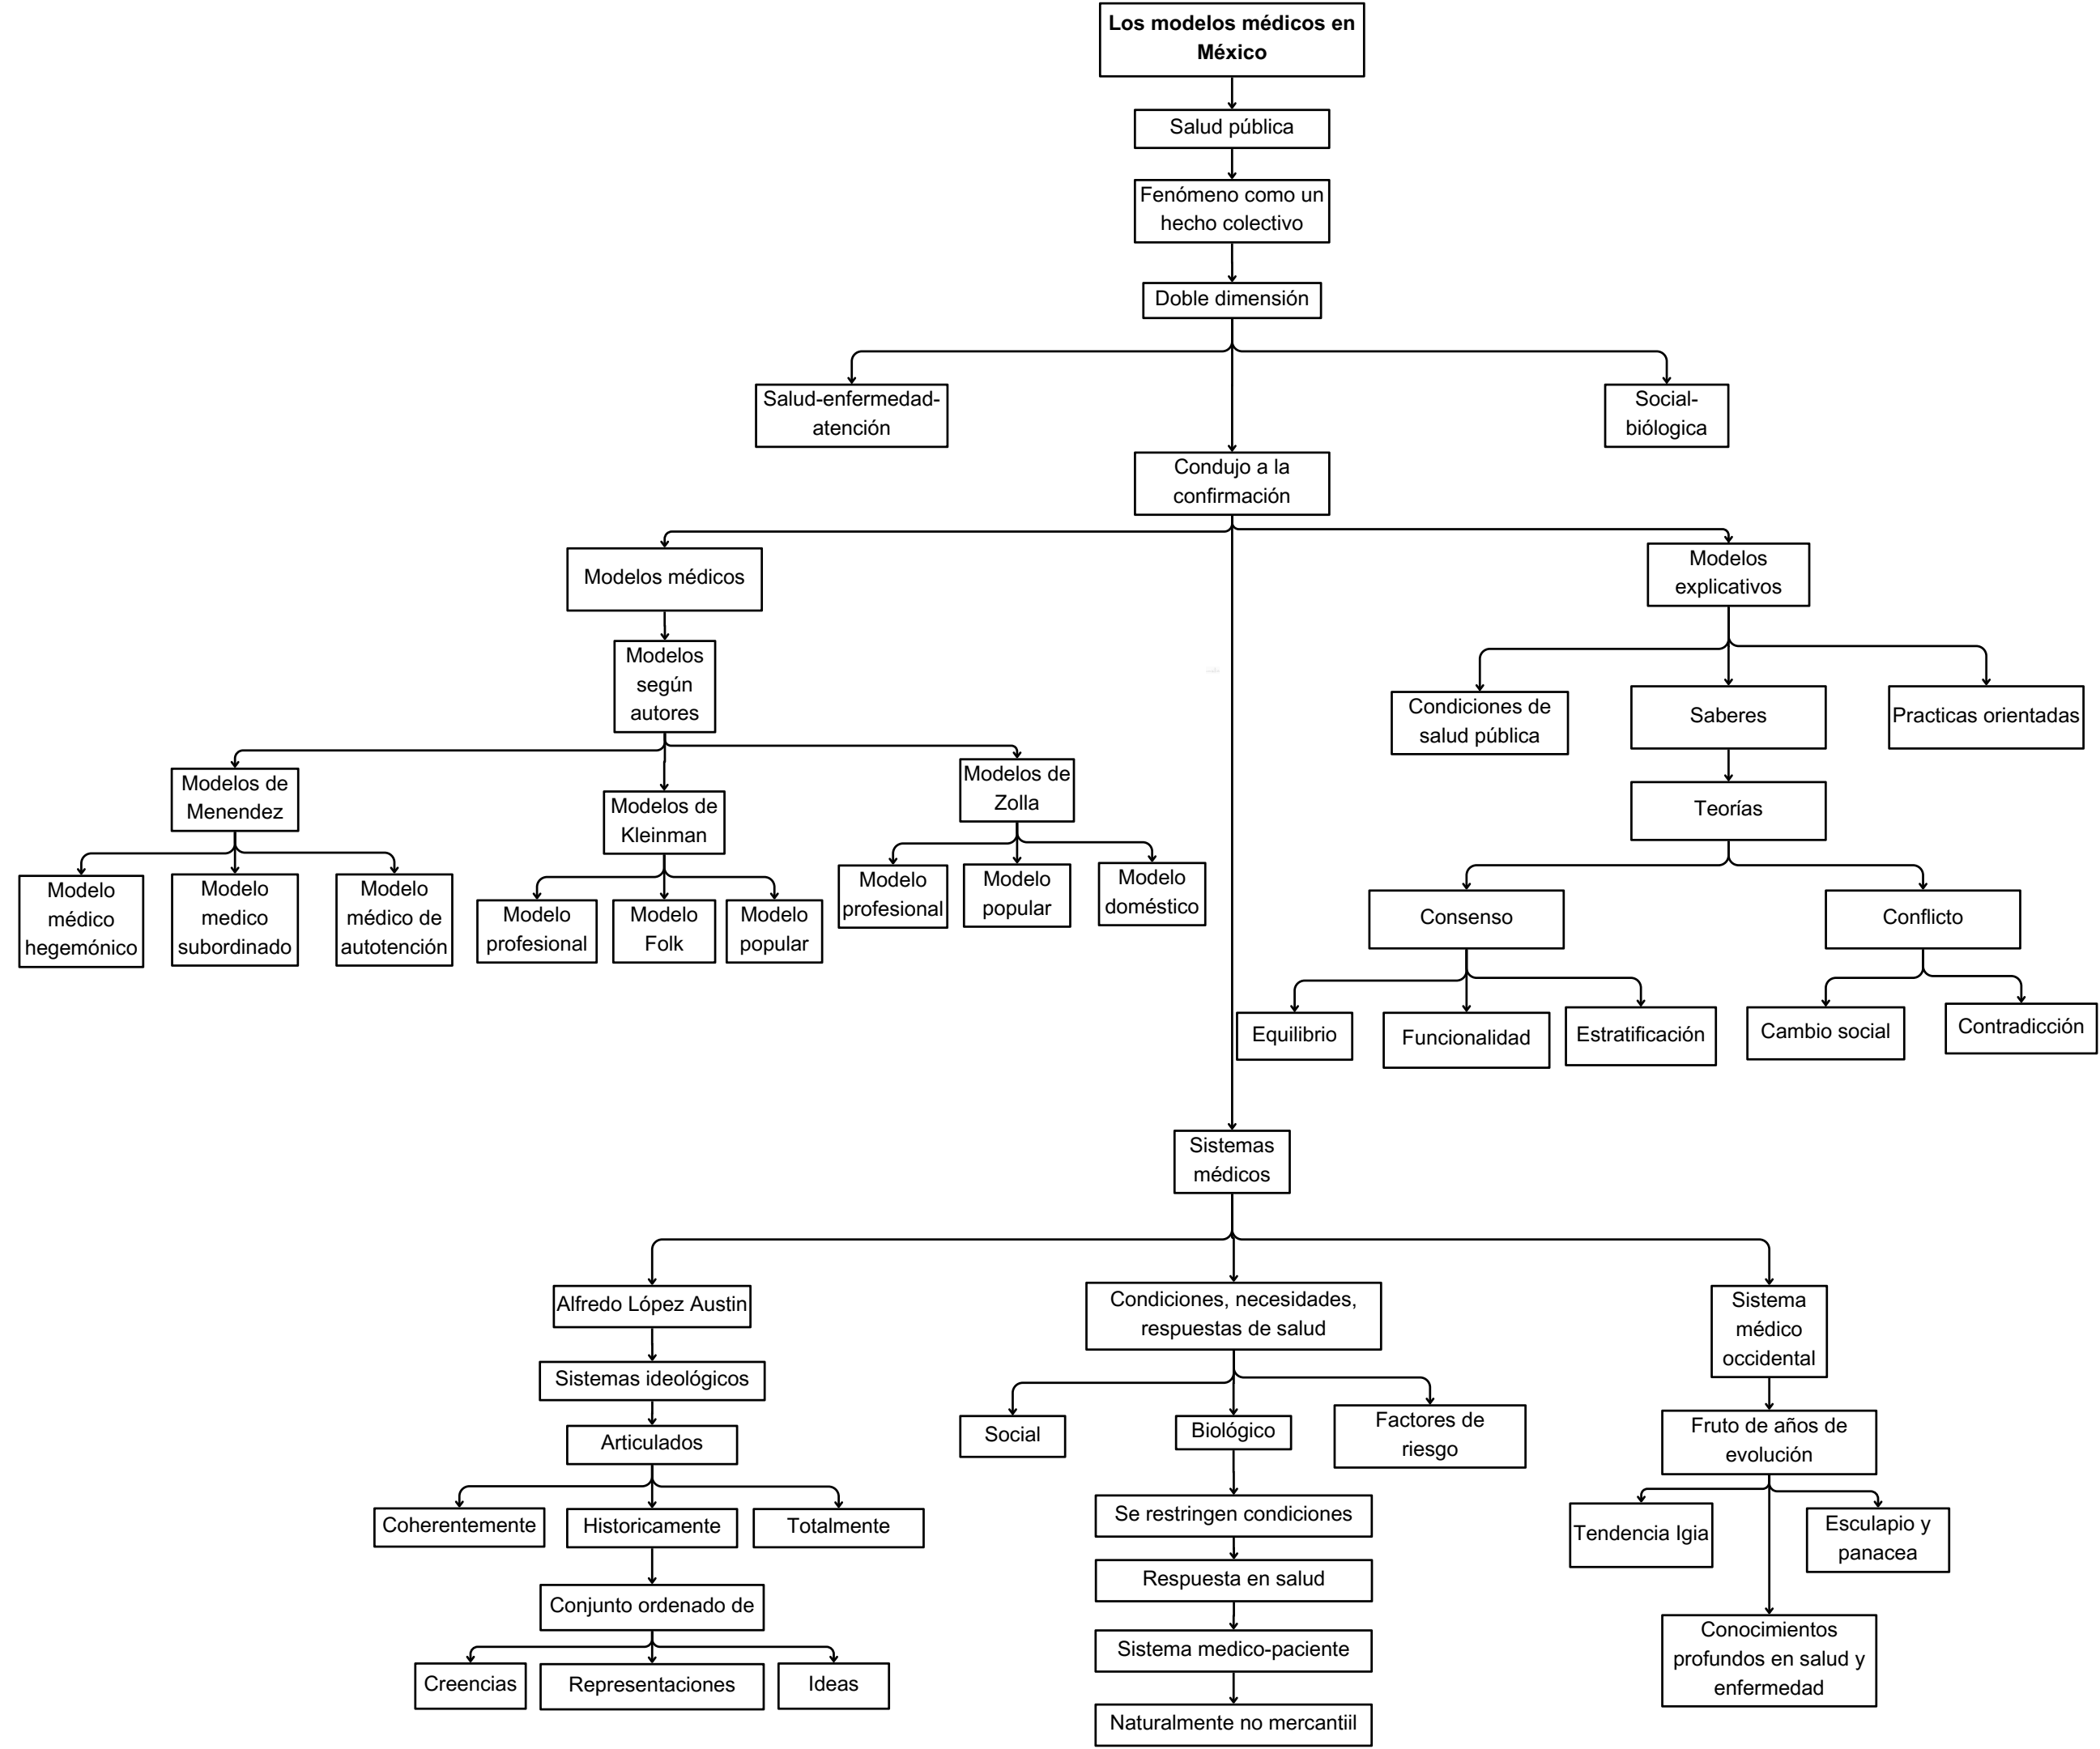 Los modelos médicos en
México
Salud pública
Fenómeno como un
hecho colectivo
Doble dimensión
Salud-enfermedad-
atención
Social-
biólogica
Condujo a la
confirmación
Modelos médicos
Modelos
explicativos
Modelos
según
autores
Condiciones de
salud pública
Saberes
Practicas orientadas
Modelos de
Menendez
Modelos de
Kleinman
Modelos de
Zolla
Teorías
Modelo
médico
hegemónico
Modelo
medico
subordinado
Modelo
médico de
autotención
Modelo
profesional
Modelo
Folk
Modelo
popular
Modelo
profesional
Modelo
popular
Modelo
doméstico
Consenso
Conflicto
Equilibrio
Funcionalidad
Estratificación
Cambio social
Contradicción
Sistemas
médicos
Alfredo López Austin
Condiciones, necesidades,
respuestas de salud
Sistema
médico
occidental
Sistemas ideológicos
Articulados
Social
Biológico
Factores de
riesgo
Fruto de años de
evolución
Coherentemente
Historicamente
Totalmente
Se restringen condiciones
Tendencia Igia
Esculapio y
panacea
Respuesta en salud
Conjunto ordenado de
Sistema medico-paciente
Conocimientos
profundos en salud y
enfermedad
Creencias
Representaciones
Ideas
Naturalmente no mercantiil